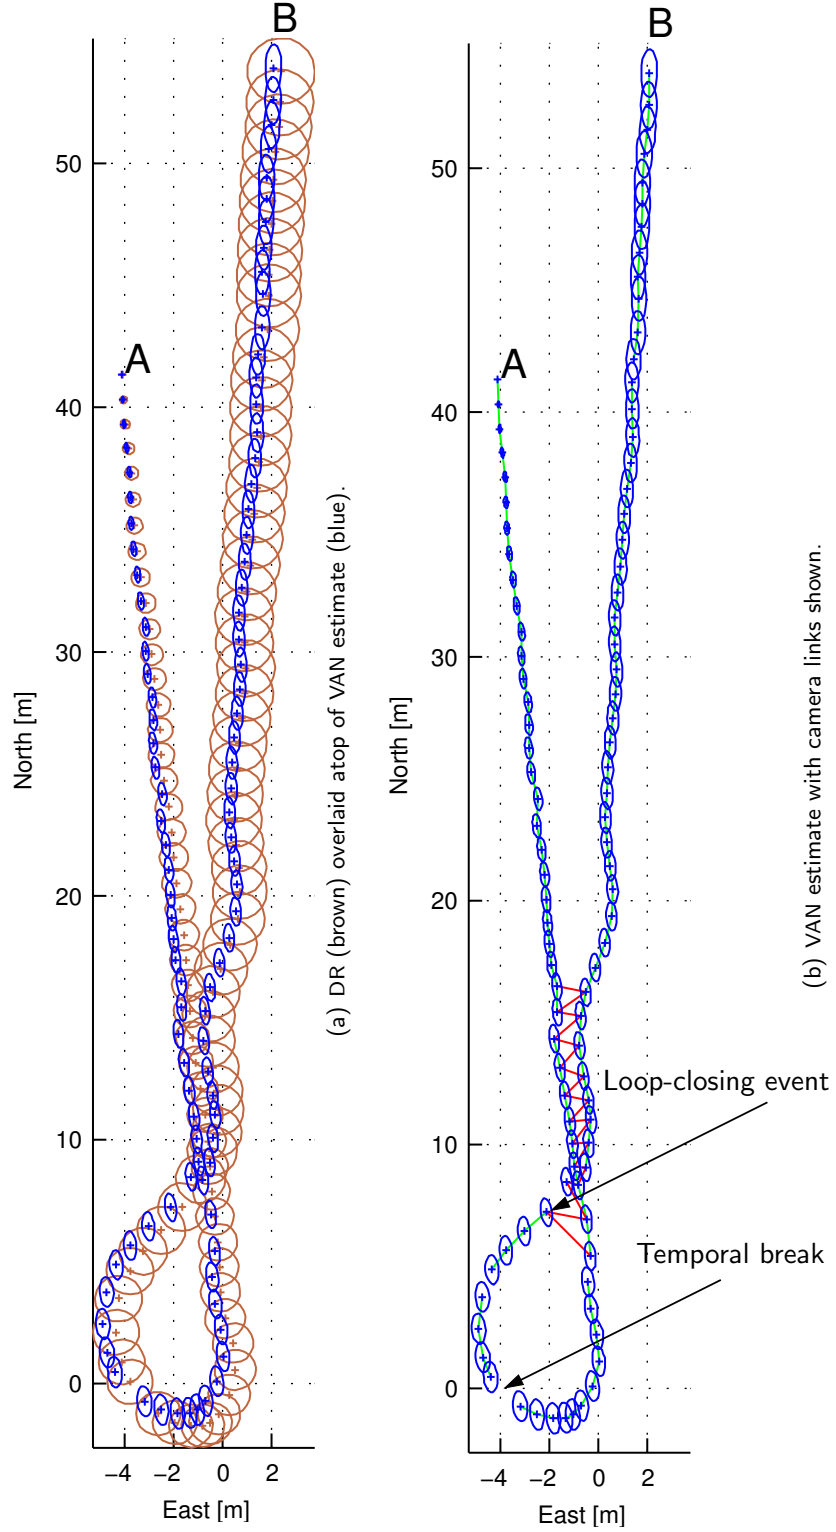 B
A
50
40
30
20
10
0
−4
−2
0
2
East [m]
North [m]
(a) DR (brown) overlaid atop of VAN estimate (blue).
B
A
50
40
30
20
10
0
−4
−2
0
2
East [m]
North [m]
Loop-closing event
Temporal break
(b) VAN estimate with camera links shown.